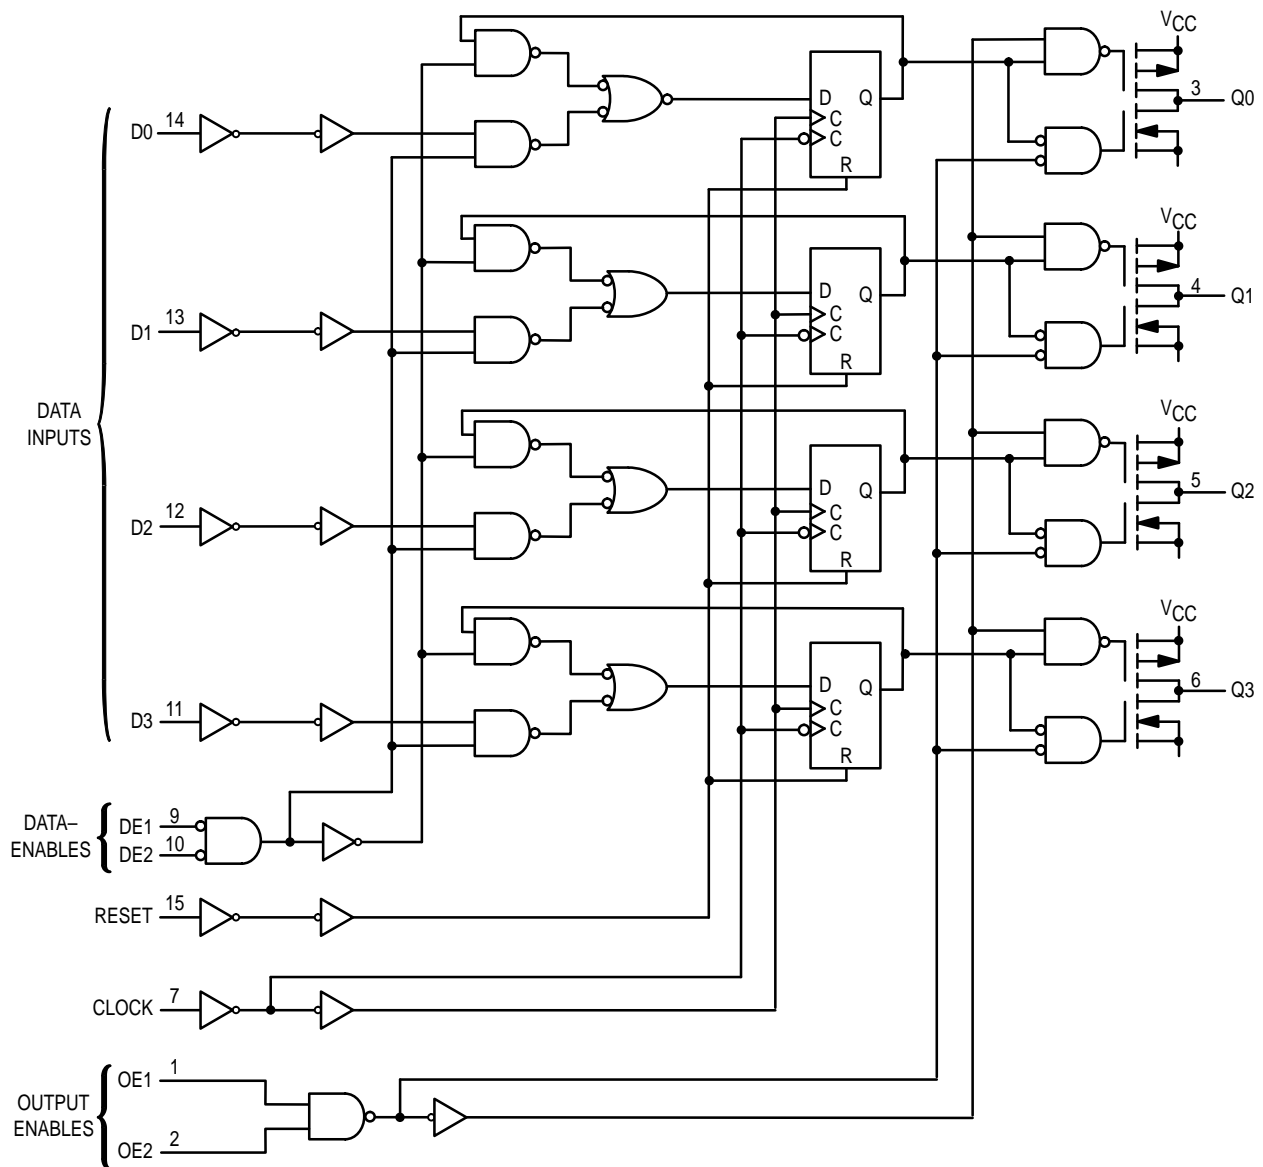 VCC
D Q
C
C
R
3 Q0
D0 14
VCC
D Q
C
C
R
4 Q1
D1 13
DATA
INPUTS
VCC
D Q
C
C
R
5 Q2
D2 12
VCC
D Q
C
C
R
6 Q3
D3 11
DATA–
ENABLES
DE1 9
DE2 10
RESET 15
CLOCK 7
OUTPUT
ENABLES
OE1 1
OE2 2